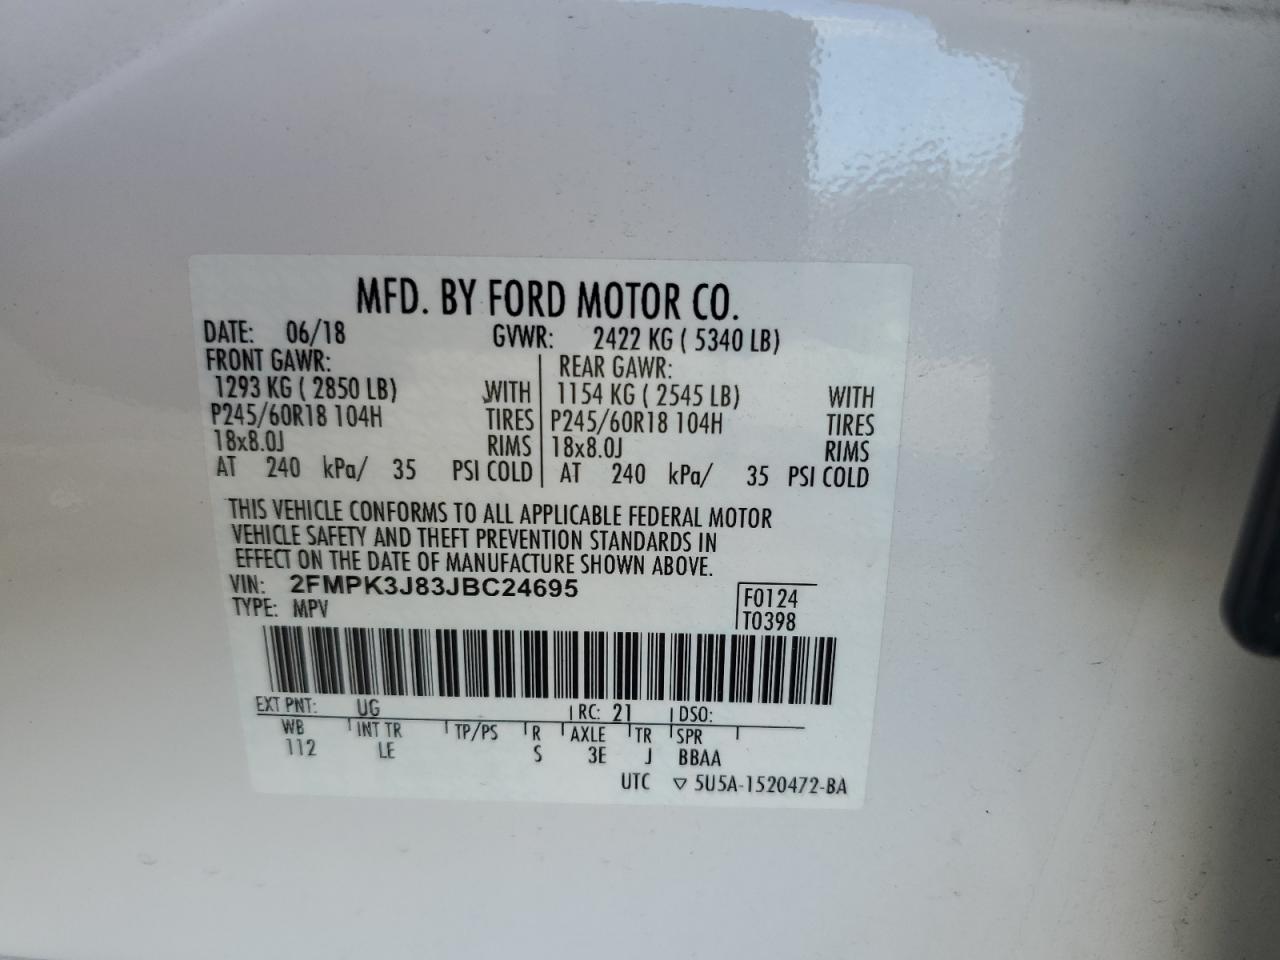 MFD. BY FORD MOTOR CO.
DATE: 06/18 GVWR: 2422 KG ( 5340 LB)
FRONT GAWR: REAR GAWR:
1293 KG ( 2850 LB) WITH 1154 KG ( 2545 LB) WITH
P245/60R18 104H TIRES P245/60R18 104H TIRES
18x8.0J RIMS 18x8.0J RIMS
AT 240 kPa/ 35 PSI COLD AT 240 kPa/ 35 PSI COLD
THIS VEHICLE CONFORMS TO ALL APPLICABLE FEDERAL MOTOR
VEHICLE SAFETY AND THEFT PREVENTION STANDARDS IN
EFFECT ON THE DATE OF MANUFACTURE SHOWN ABOVE.
VIN: 2FMPK3J83JBC24695
TYPE: MPV
F0124
T0398
EXT PNT: UG RC: 21 DSO:
WB INT TR TP/PS R AXLE TR SPR
112 LE S 3E J BBAA
UTC ▽ 5U5A-1520472-BA